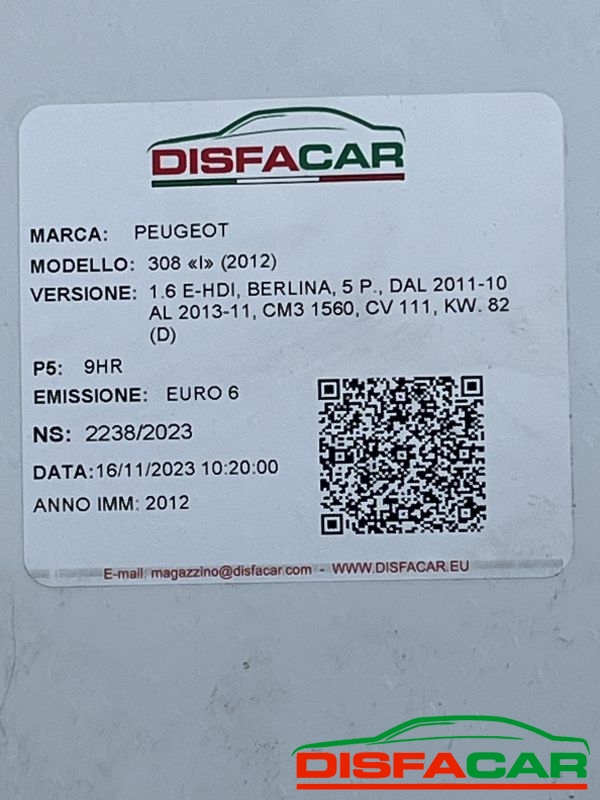 DISFACAR
MARCA: PEUGEOT
MODELLO: 308 «I» (2012)
VERSIONE: 1.6 E-HDI, BERLINA, 5 P., DAL 2011-10
AL 2013-11, CM3 1560, CV 111, KW. 82
(D)
P5: 9HR
EMISSIONE: EURO 6
NS: 2238/2023
DATA:16/11/2023 10:20:00
ANNO IMM: 2012
E-mail: magazzino@disfacar.com - WWW.DISFACAR.EU
DISFACAR